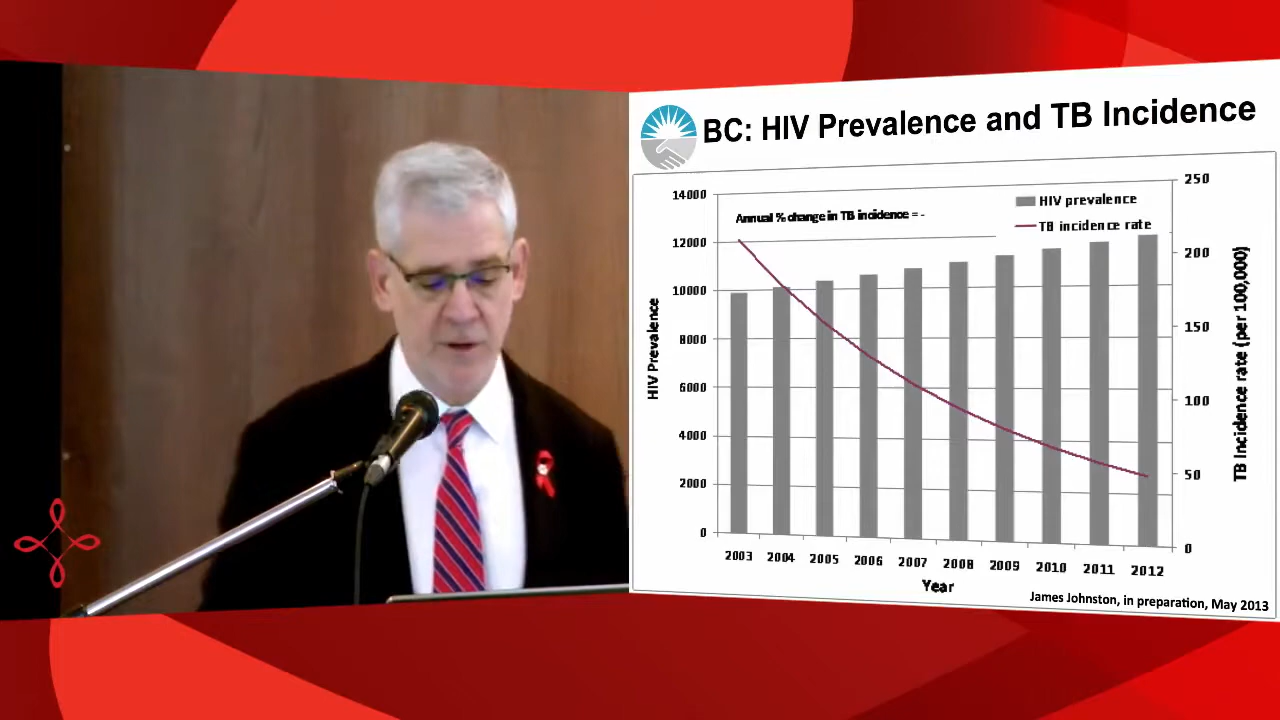 BC: HIV Prevalence and TB Incidence
Annual % change in TB incidence = -
HIV prevalence
TB incidence rate
14000
12000
10000
8000
6000
4000
2000
0
HIV Prevalence
250
200
150
100
50
0
TB Incidence rate (per 100,000)
2003 2004 2005 2006 2007 2008 2009 2010 2011 2012
Year
James Johnston, in preparation, May 2013